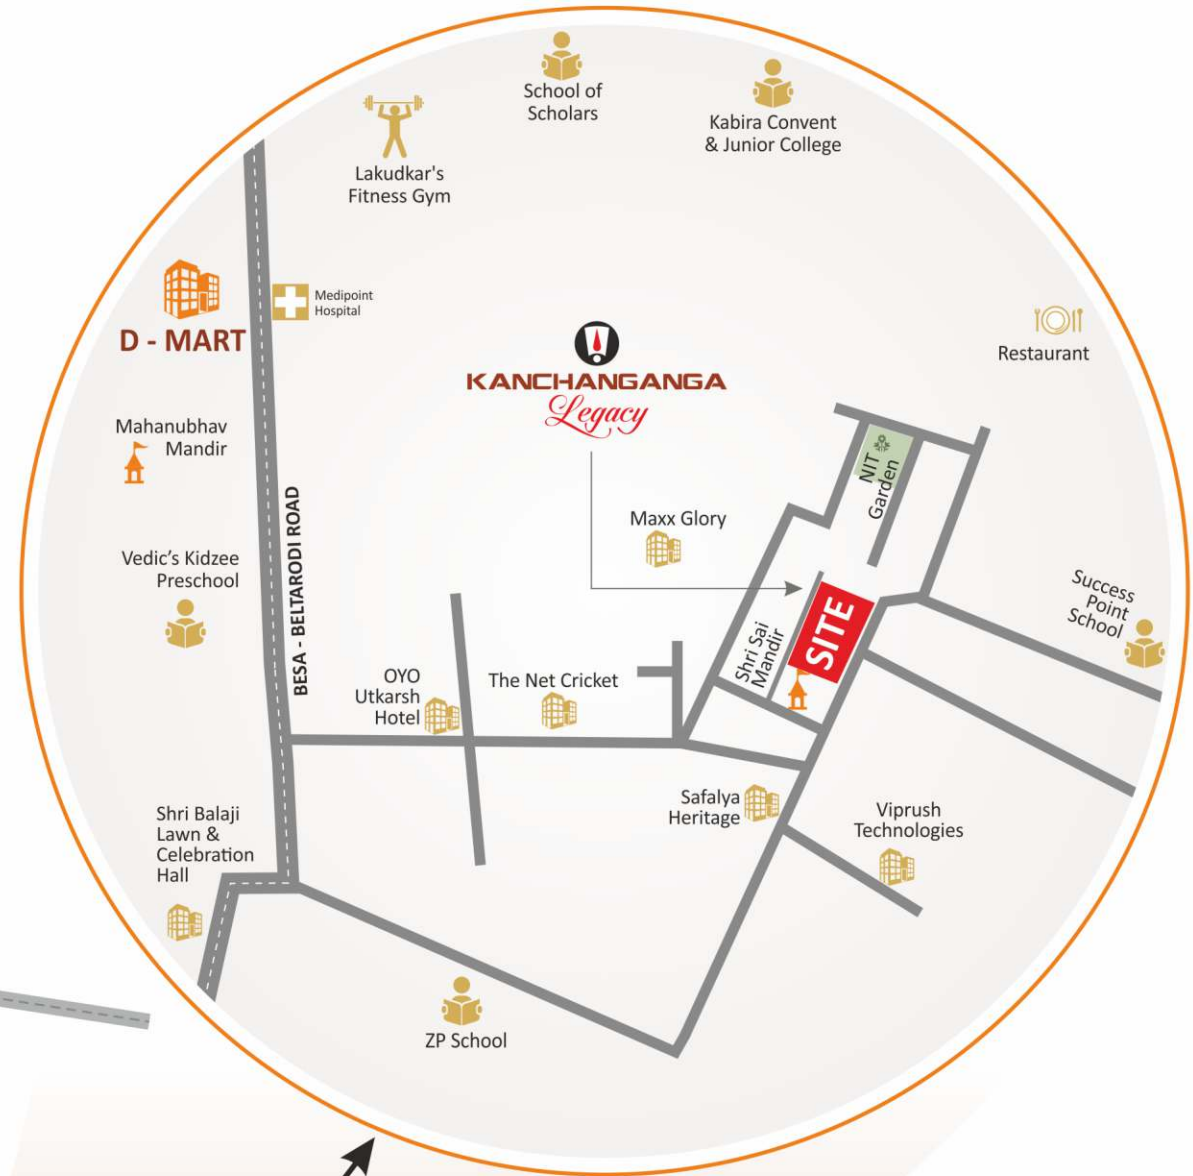 School of
Scholars
Kabira Convent
& Junior College
Lakudkar's
Fitness Gym
Medipoint
Hospital
D - MART
KANCHANGANGA
Legacy
Restaurant
Mahanubhav
Mandir
NIT
Garden
Maxx Glory
Vedic's Kidzee
Preschool
BESA - BELTARODI ROAD
Success
Point
School
SITE
Shri Sai
Mandir
OYO
Utkarsh
Hotel
The Net Cricket
Safalya
Heritage
Viprush
Technologies
Shri Balaji
Lawn &
Celebration
Hall
ZP School